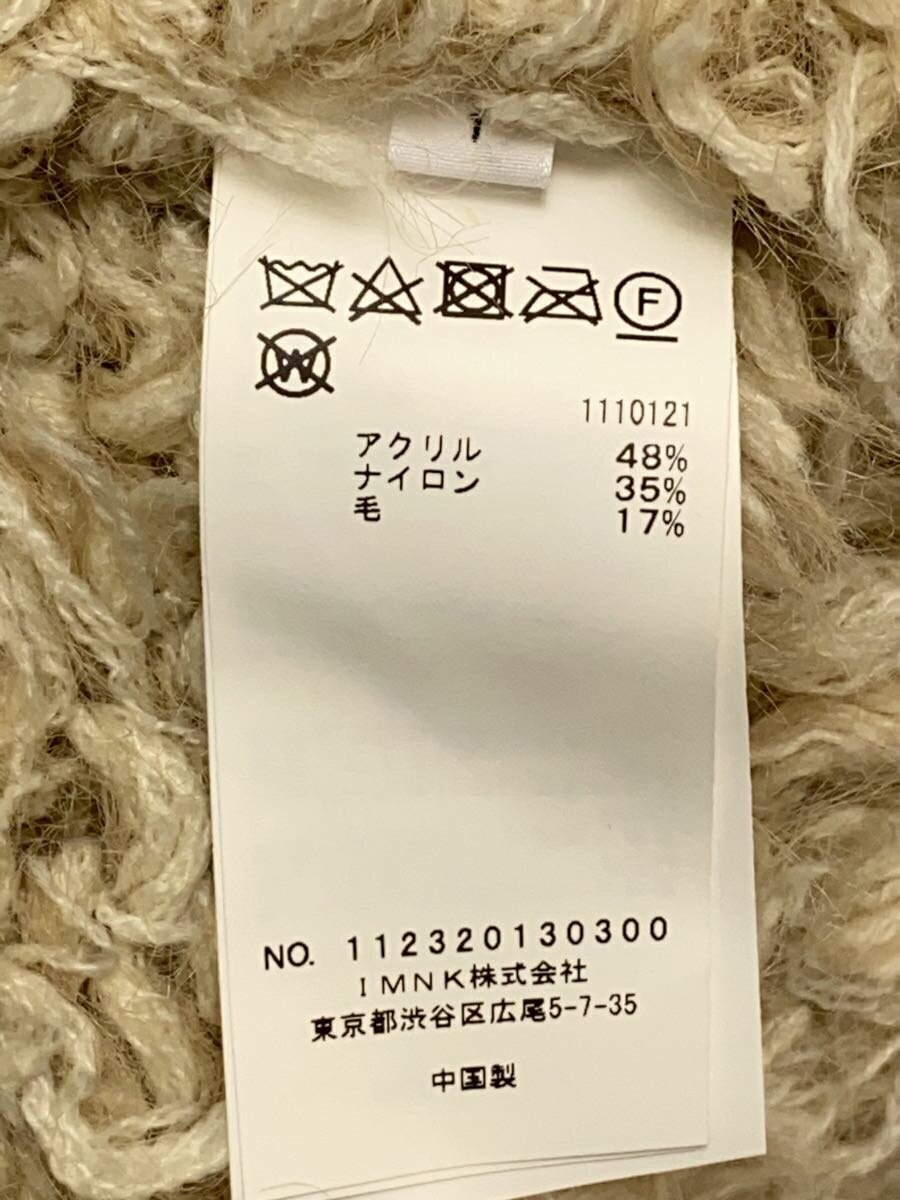 F
W
1110121
アクリル 48%
ナイロン 35%
毛 17%
NO. 112320130300
IMNK株式会社
東京都渋谷区広尾5-7-35
中国製